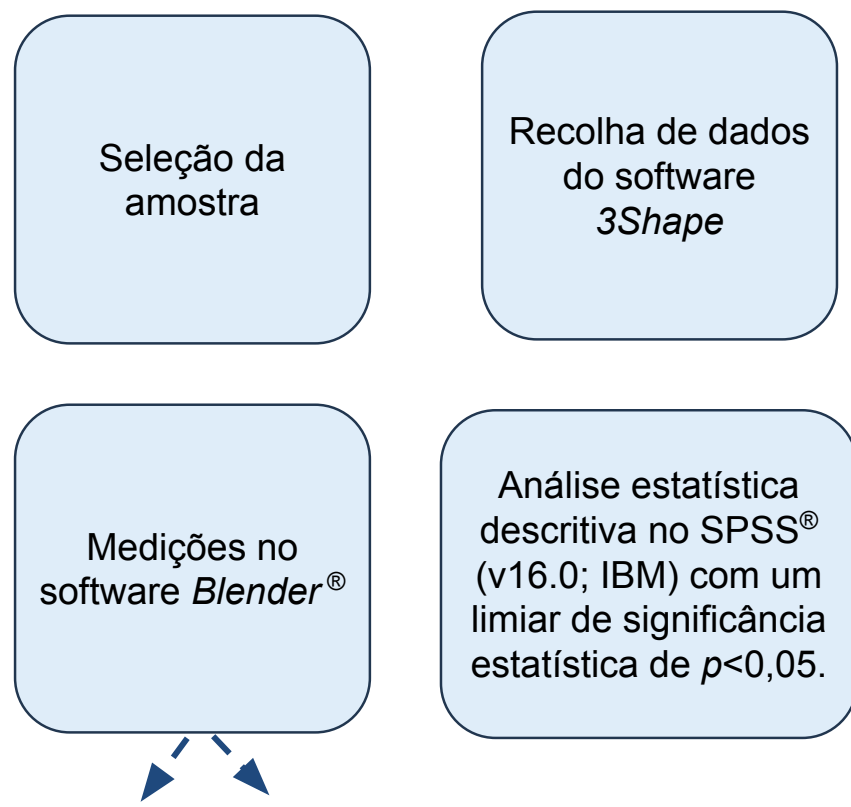 Seleção da
amostra
Recolha de dados
do software
3Shape
Medições no
software Blender®
Análise estatística
descritiva no SPSS®
(v16.0; IBM) com um
limiar de significância
estatística de p<0,05.